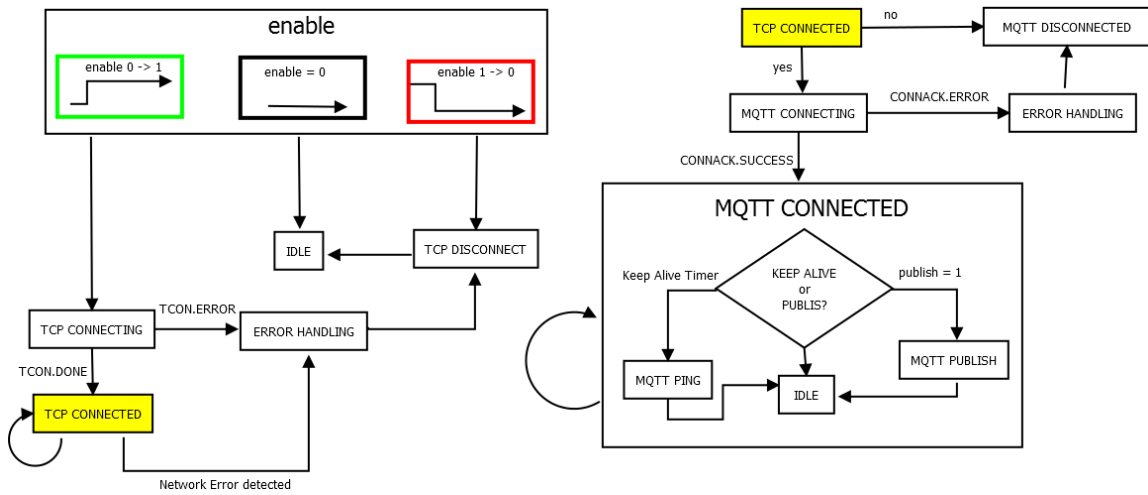 enable
enable 0 -> 1
enable = 0
enable 1 -> 0
IDLE
TCP DISCONNECT
TCP CONNECTING
TCON.ERROR
ERROR HANDLING
TCON.DONE
TCP CONNECTED
Network Error detected
TCP CONNECTED
no
MQTT DISCONNECTED
yes
MQTT CONNECTING
CONNACK.ERROR
ERROR HANDLING
CONNACK.SUCCESS
MQTT CONNECTED
Keep Alive Timer
KEEP ALIVE
or
PUBLIS?
publish = 1
MQTT PING
IDLE
MQTT PUBLISH